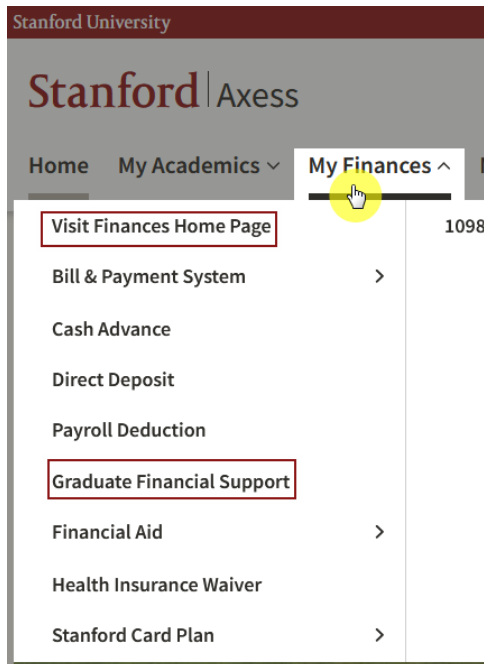 Stanford University
Stanford Axess
Home My Academics My Finances
Visit Finances Home Page
1098
Bill & Payment System
Cash Advance
Direct Deposit
Payroll Deduction
Graduate Financial Support
Financial Aid
Health Insurance Waiver
Stanford Card Plan